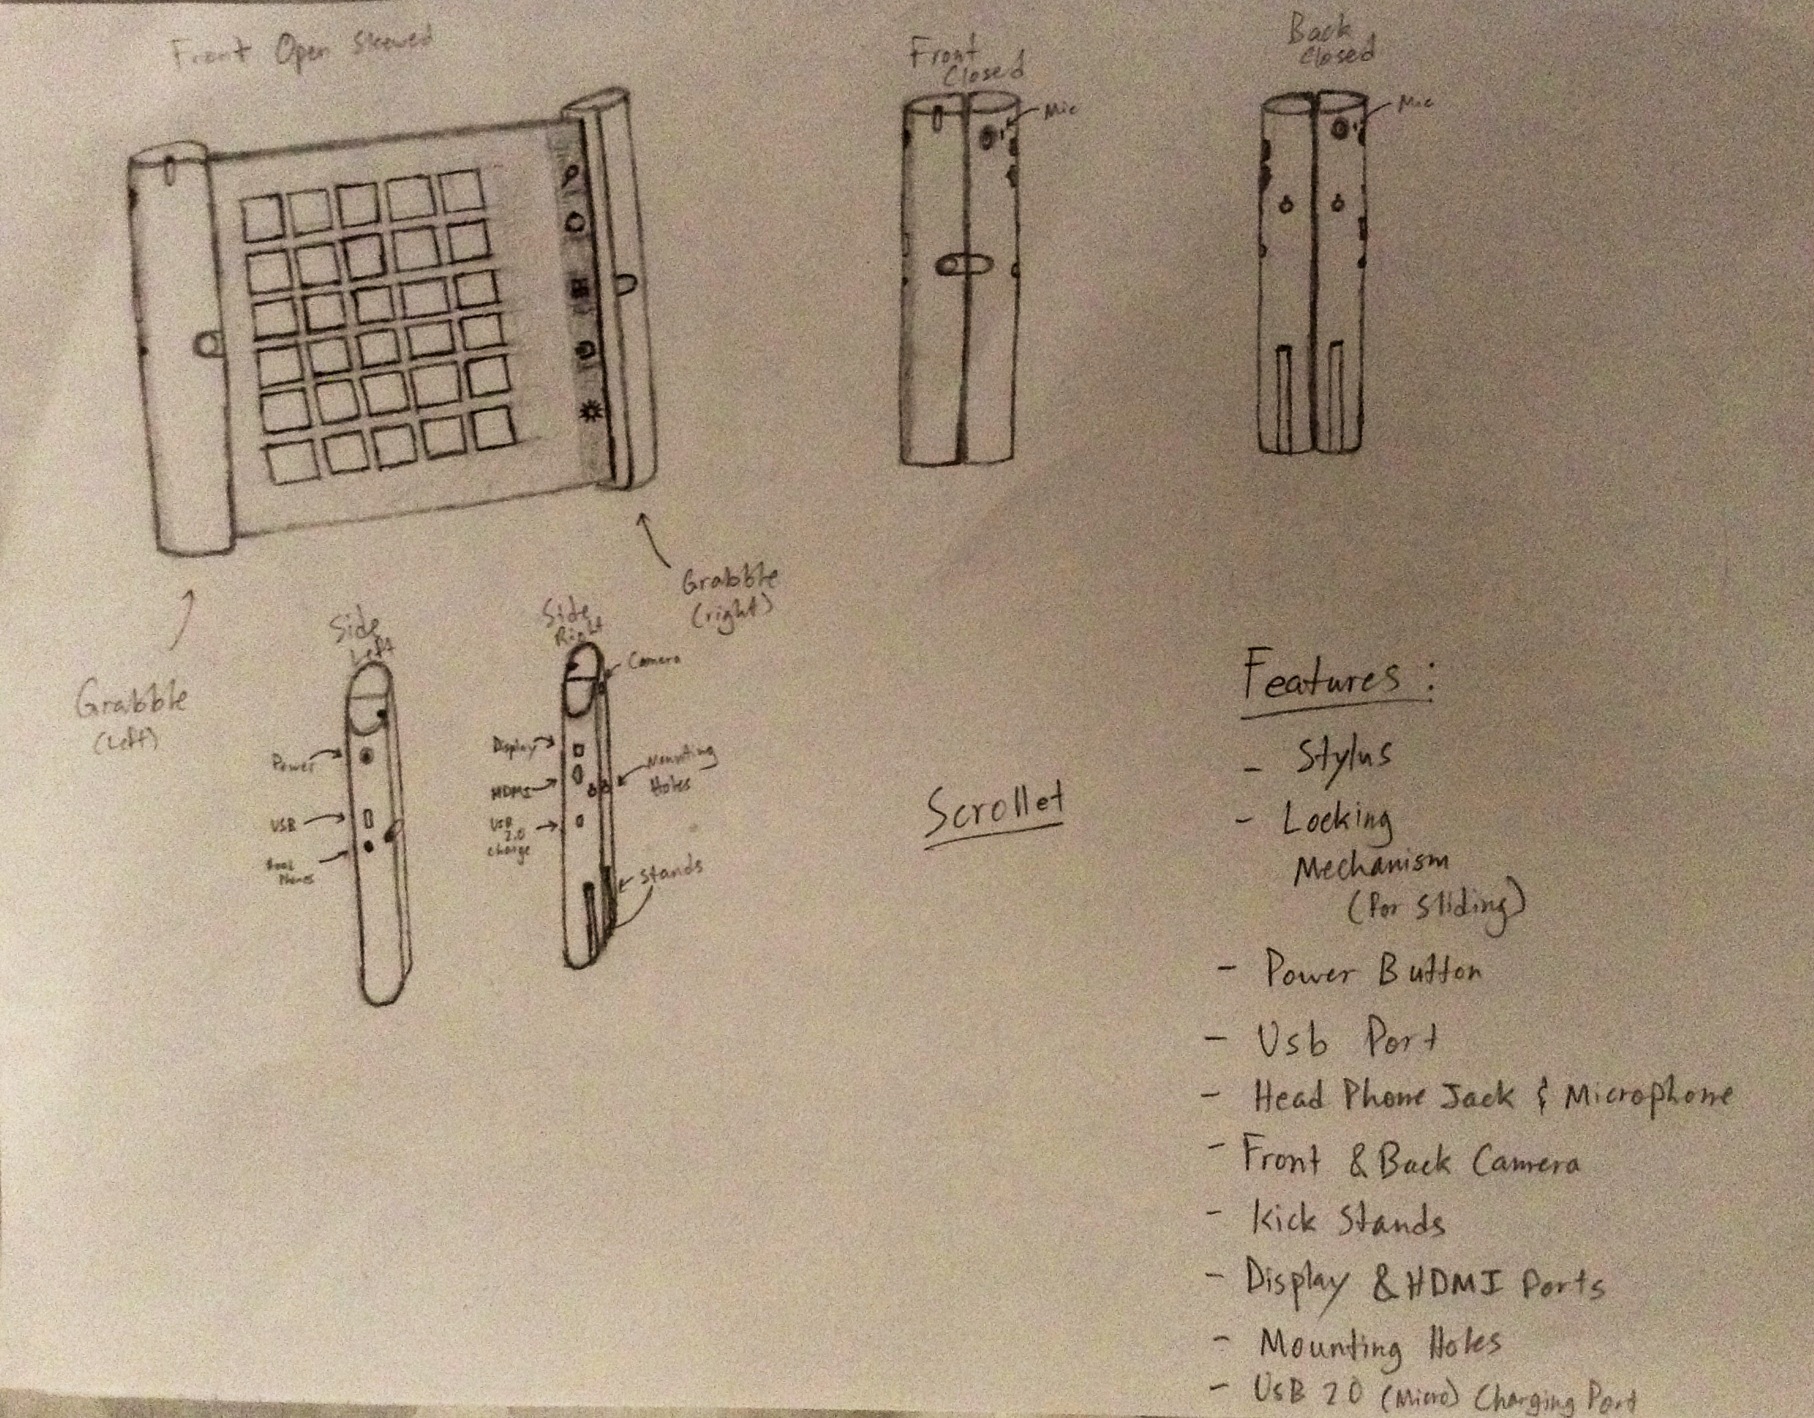 Front Open Skewed
Front
Closed
Mic
Back
Closed
Mic
Grabble
(left)
Grabble
(right)
Side
Left
Power
USB
Head
Phones
Side
Right
Camera
Display
HDMI
USB
2.0
Charge
Mounting
Holes
Stands
Scrollet
Features:
- Stylus
- Locking
Mechanism
(for sliding)
- Power Button
- Usb Port
- Head Phone Jack & Microphone
- Front & Back Camera
- Kick Stands
- Display & HDMI Ports
- Mounting Holes
- USB 2.0 (Micro) Charging Port